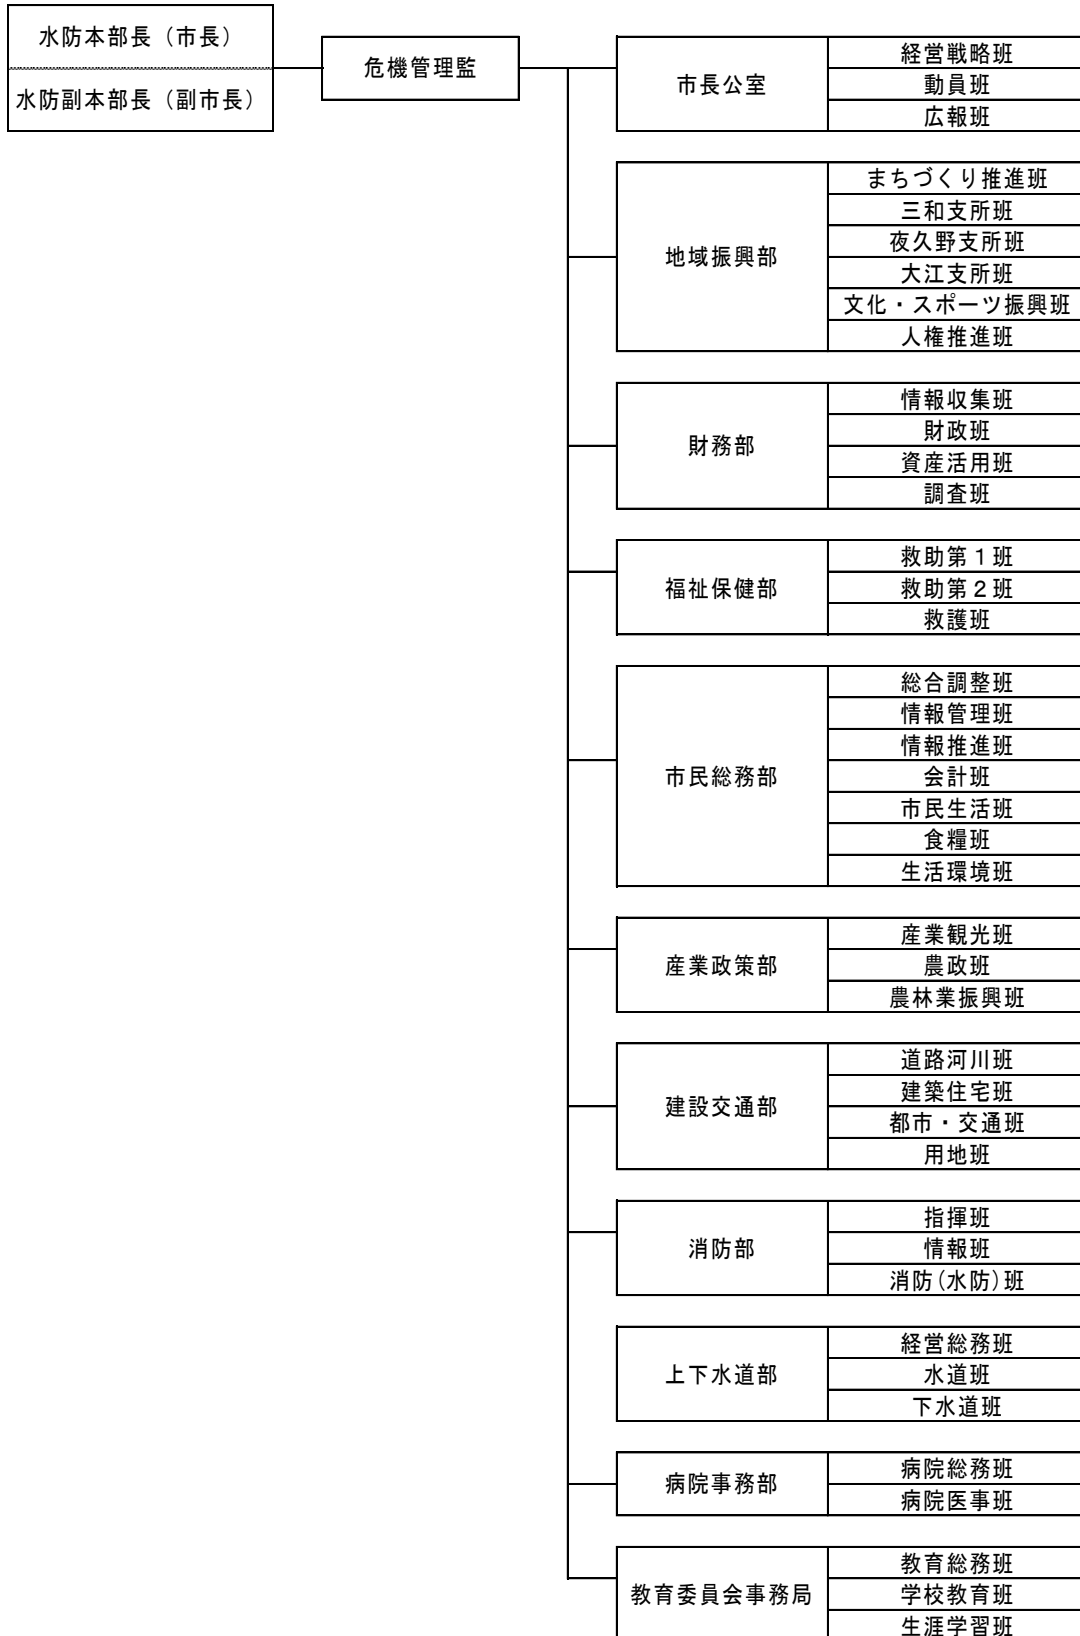 水防本部長（市長）
水防副本部長（副市長）
危機管理監
市長公室
経営戦略班
動員班
広報班
地域振興部
まちづくり推進班
三和支所班
夜久野支所班
大江支所班
文化・スポーツ振興班
人権推進班
財務部
情報収集班
財政班
資産活用班
調査班
福祉保健部
救助第１班
救助第２班
救護班
市民総務部
総合調整班
情報管理班
情報推進班
会計班
市民生活班
食糧班
生活環境班
産業政策部
産業観光班
農政班
農林業振興班
建設交通部
道路河川班
建築住宅班
都市・交通班
用地班
消防部
指揮班
情報班
消防(水防)班
上下水道部
経営総務班
水道班
下水道班
病院事務部
病院総務班
病院医事班
教育委員会事務局
教育総務班
学校教育班
生涯学習班